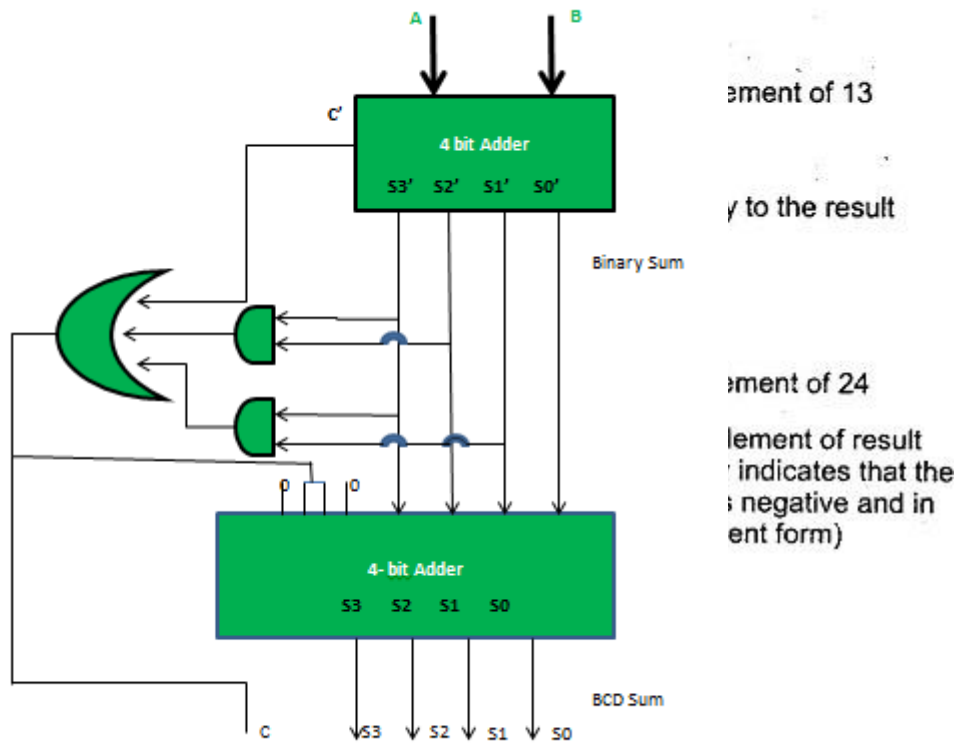 A B
C'
4 bit Adder
S3' S2' S1' S0'
Binary Sum
0 0
4- bit Adder
S3 S2 S1 S0
BCD Sum
C S3 S2 S1 S0
ement of 13
y to the result
ement of 24
lement of result
indicates that the
s negative and in
ent form)